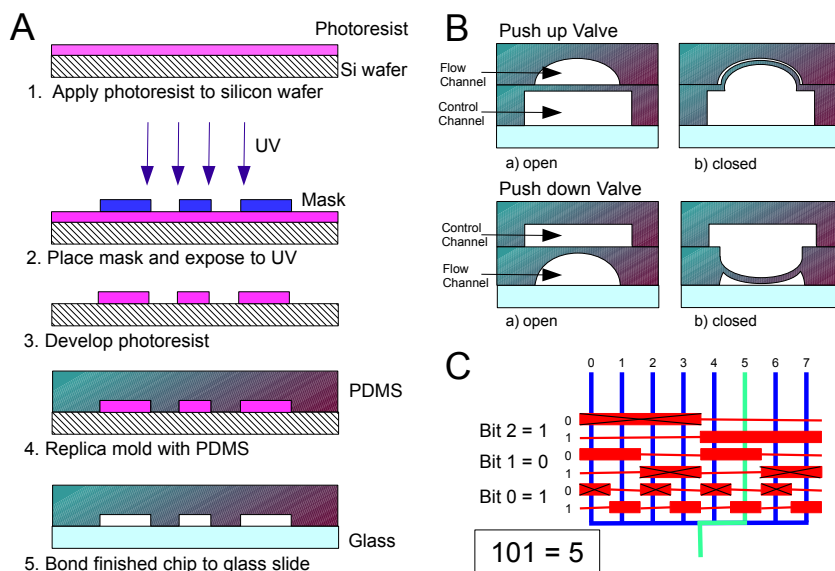 A
Photoresist
Si wafer
1. Apply photoresist to silicon wafer
UV
Mask
2. Place mask and expose to UV
3. Develop photoresist
PDMS
4. Replica mold with PDMS
Glass
5. Bond finished chip to glass slide
B
Push up Valve
Flow
Channel
Control
Channel
a) open
b) closed
Push down Valve
Control
Channel
Flow
Channel
a) open
b) closed
C
0 1 2 3 4 5 6 7
Bit 2 = 1
0
1
Bit 1 = 0
0
1
Bit 0 = 1
0
1
101 = 5